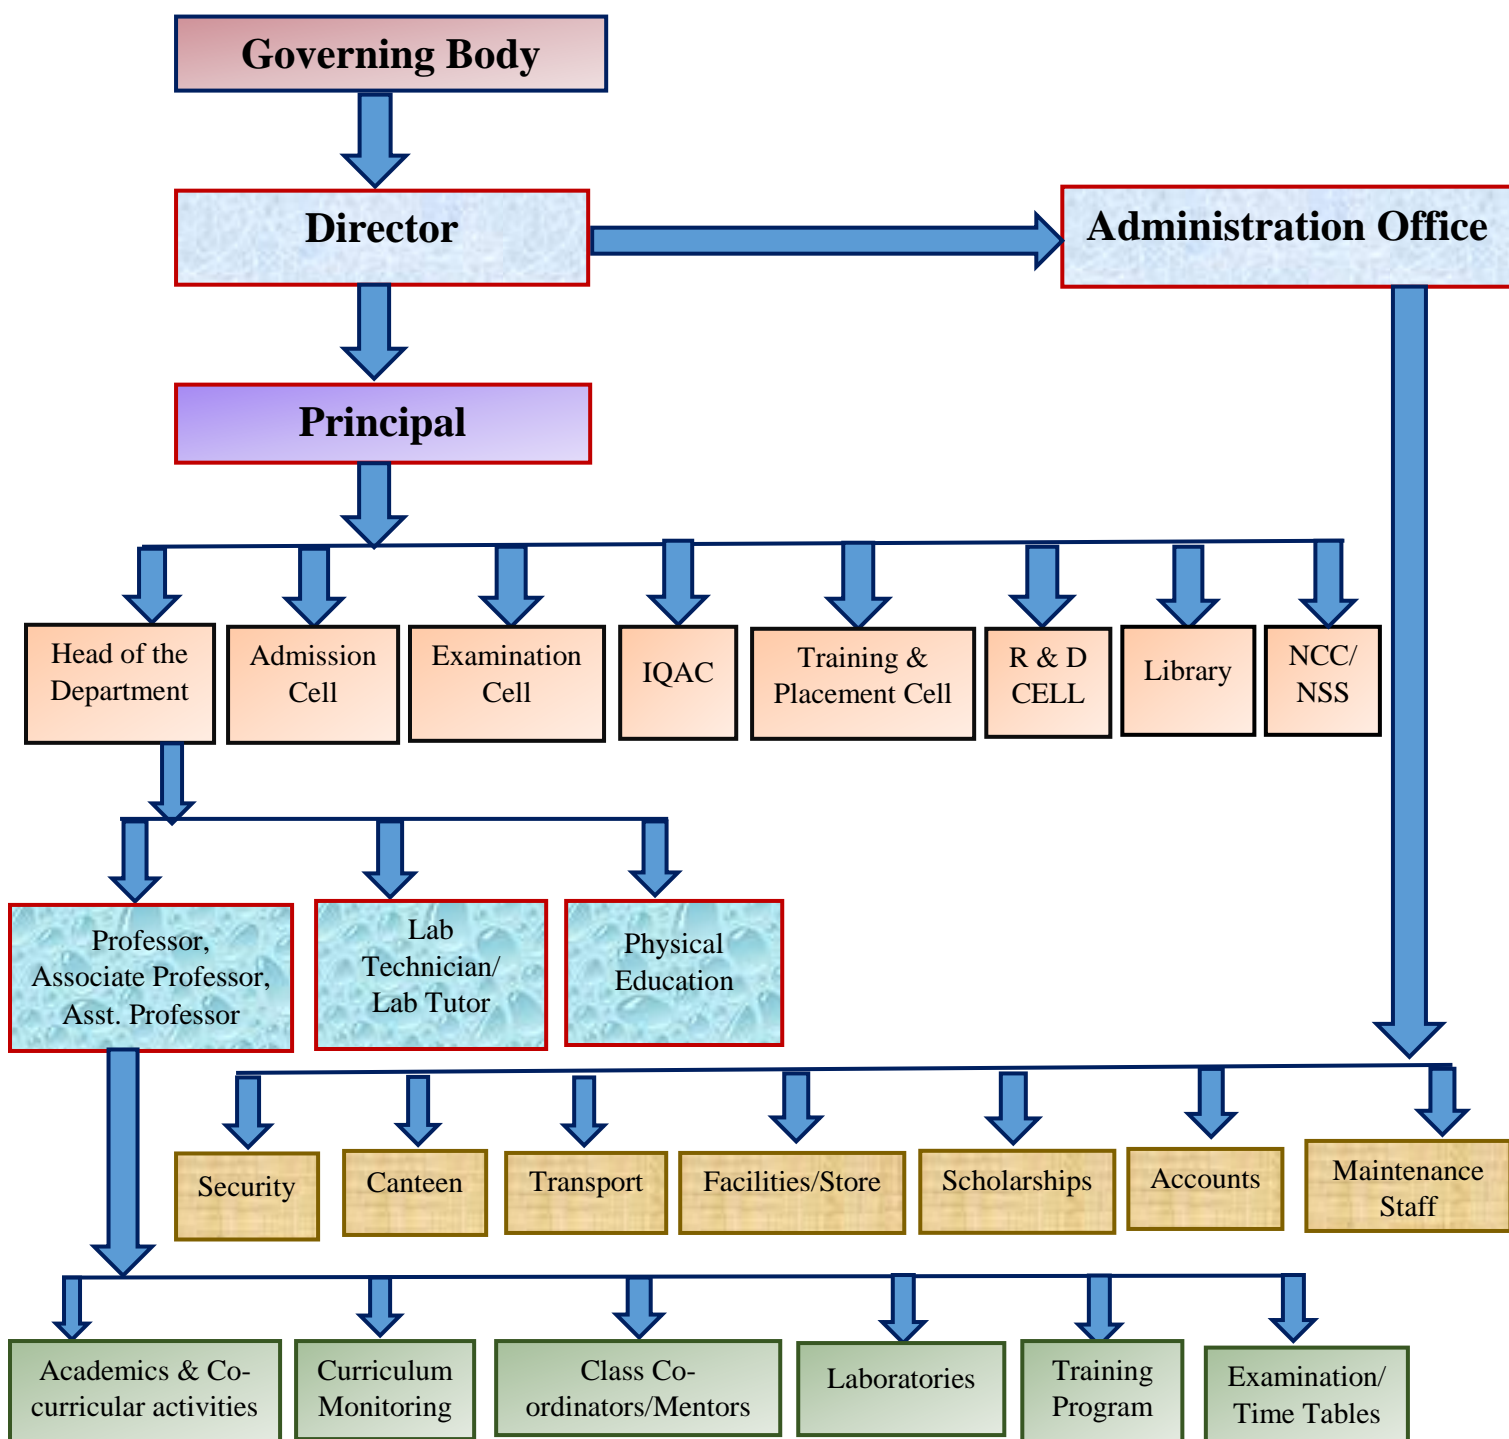 Governing Body
Director
Administration Office
Principal
Head of the
Department
Admission
Cell
Examination
Cell
IQAC
Training &
Placement Cell
R & D
CELL
Library
NCC/
NSS
Professor,
Associate Professor,
Asst. Professor
Lab
Technician/
Lab Tutor
Physical
Education
Security
Canteen
Transport
Facilities/Store
Scholarships
Accounts
Maintenance
Staff
Academics & Co-
curricular activities
Curriculum
Monitoring
Class Co-
ordinators/Mentors
Laboratories
Training
Program
Examination/
Time Tables